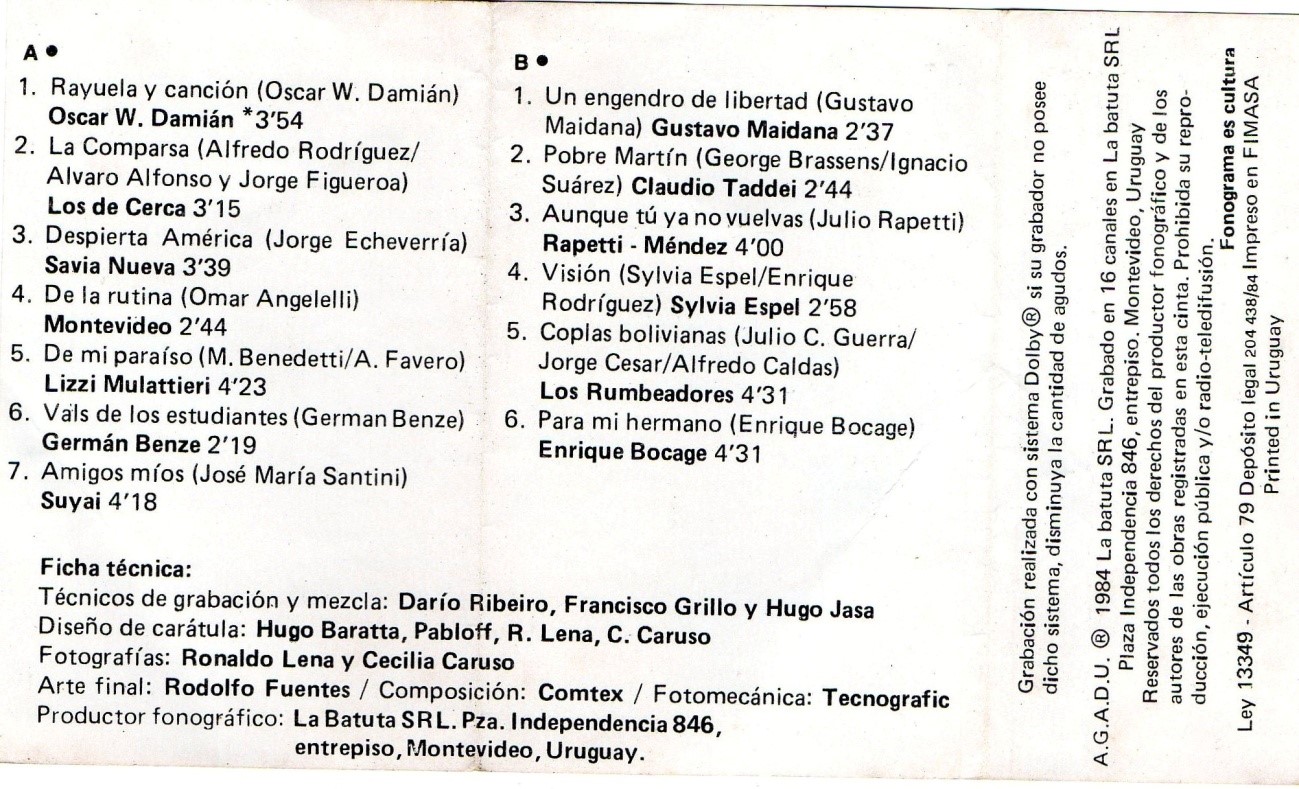 A •
1. Rayuela y canción (Oscar W. Damián)
Oscar W. Damián *3'54
2. La Comparsa (Alfredo Rodríguez/
Alvaro Alfonso y Jorge Figueroa)
Los de Cerca 3'15
3. Despierta América (Jorge Echeverría)
Savia Nueva 3'39
4. De la rutina (Omar Angelelli)
Montevideo 2'44
5. De mi paraíso (M. Benedetti/A. Favero)
Lizzi Mulattieri 4'23
6. Vals de los estudiantes (German Benze)
Germán Benze 2'19
7. Amigos míos (José María Santini)
Suyai 4'18
B •
1. Un engendro de libertad (Gustavo
Maidana) Gustavo Maidana 2'37
2. Pobre Martín (George Brassens/Ignacio
Suárez) Claudio Taddei 2'44
3. Aunque tú ya no vuelvas (Julio Rapetti)
Rapetti - Méndez 4'00
4. Visión (Sylvia Espel/Enrique
Rodríguez) Sylvia Espel 2'58
5. Coplas bolivianas (Julio C. Guerra/
Jorge Cesar/Alfredo Caldas)
Los Rumbeadores 4'31
6. Para mi hermano (Enrique Bocage)
Enrique Bocage 4'31
Ficha técnica:
Técnicos de grabación y mezcla: Darío Ribeiro, Francisco Grillo y Hugo Jasa
Diseño de carátula: Hugo Baratta, Pabloff, R. Lena, C. Caruso
Fotografías: Ronaldo Lena y Cecilia Caruso
Arte final: Rodolfo Fuentes / Composición: Comtex / Fotomecánica: Tecnografic
Productor fonográfico: La Batuta SRL. Pza. Independencia 846,
entrepiso, Montevideo, Uruguay.
Grabación realizada con sistema Dolby® si su grabador no posee
dicho sistema, disminuya la cantidad de agudos.
A.G.A.D.U. ® 1984 La batuta SRL. Grabado en 16 canales en La batuta SRL
Plaza Independencia 846, entrepiso. Montevideo, Uruguay
Reservados todos los derechos del productor fonográfico y de los
autores de las obras registradas en esta cinta. Prohibida su repro-
ducción, ejecución pública y/o radio-teledifusión.
Fonograma es cultura
Ley 13349 - Artículo 79 Depósito legal 204 438/84 Impreso en FIMASA
Printed in Uruguay